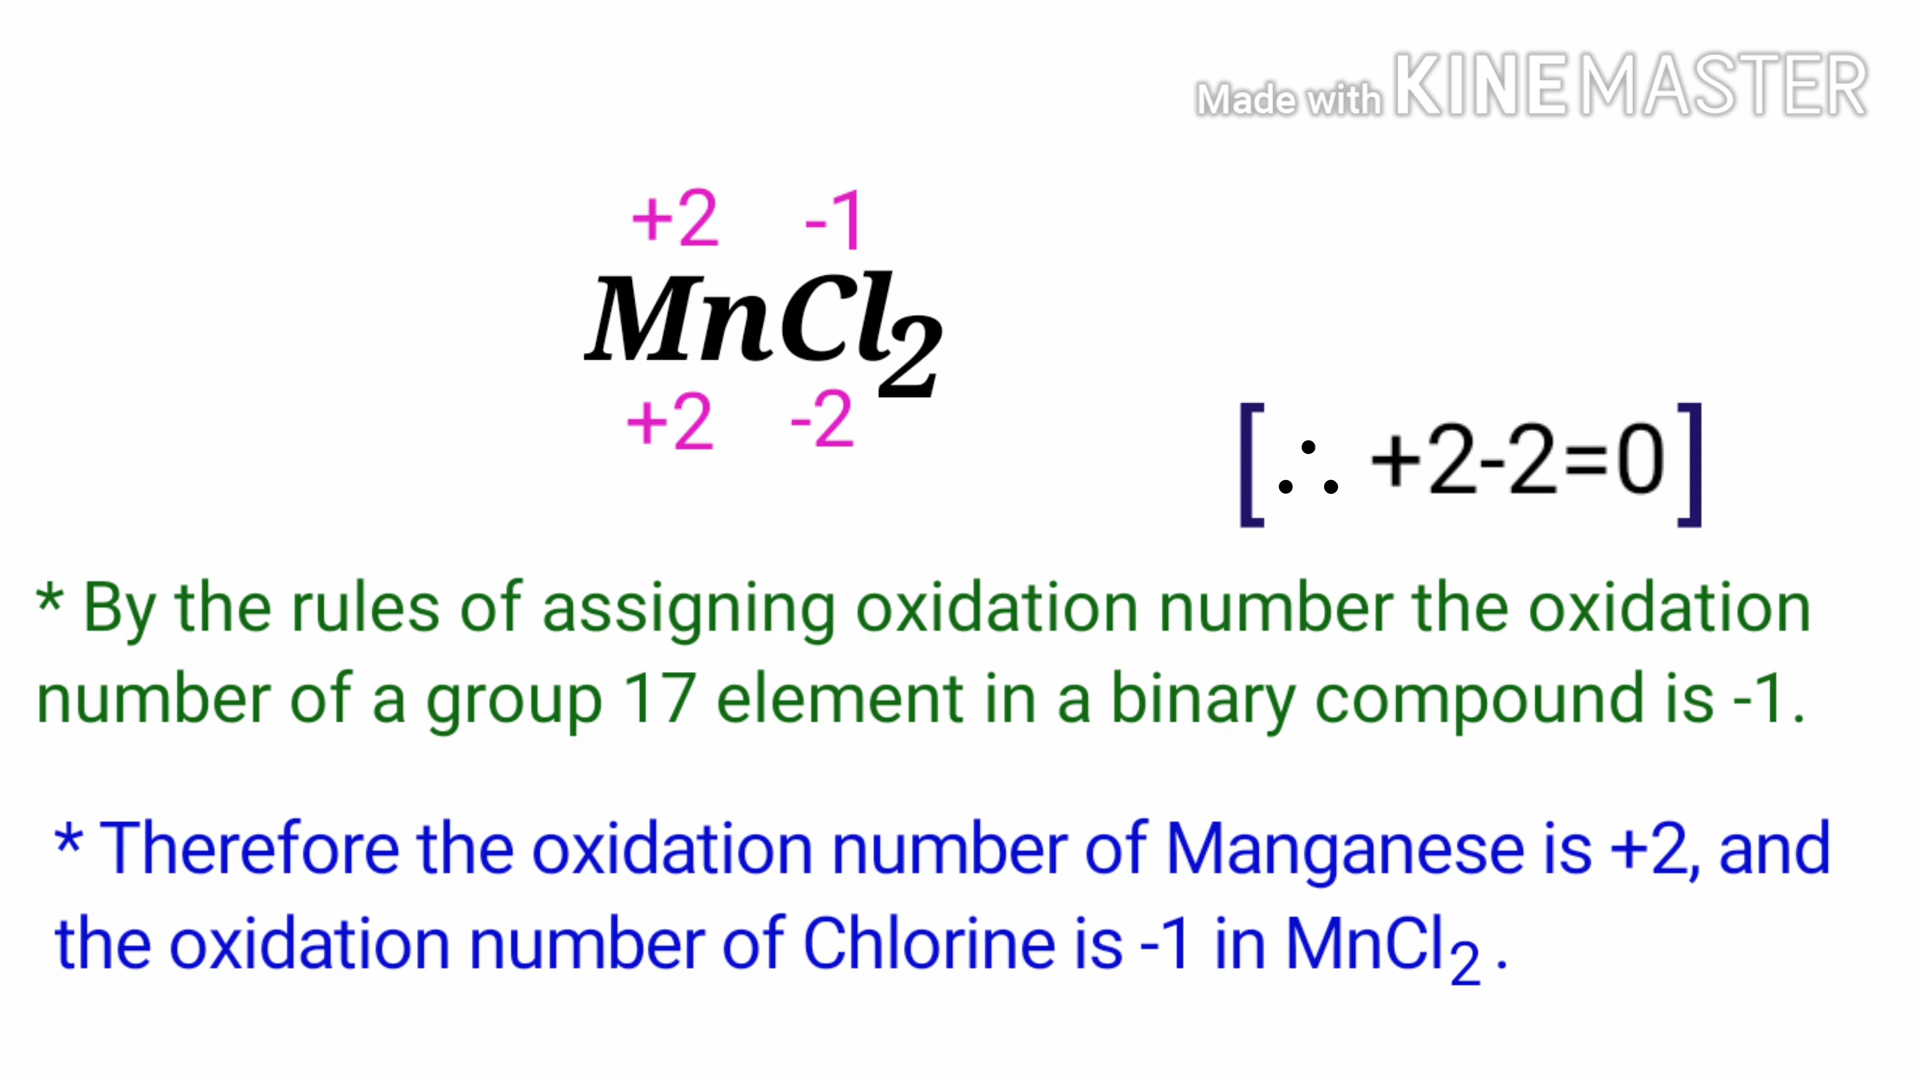 Made with KINEMASTER
+2 -1
MnCl₂
+2 -2
[∴ +2-2=0]
* By the rules of assigning oxidation number the oxidation
number of a group 17 element in a binary compound is -1.
* Therefore the oxidation number of Manganese is +2, and
the oxidation number of Chlorine is -1 in MnCl₂ .